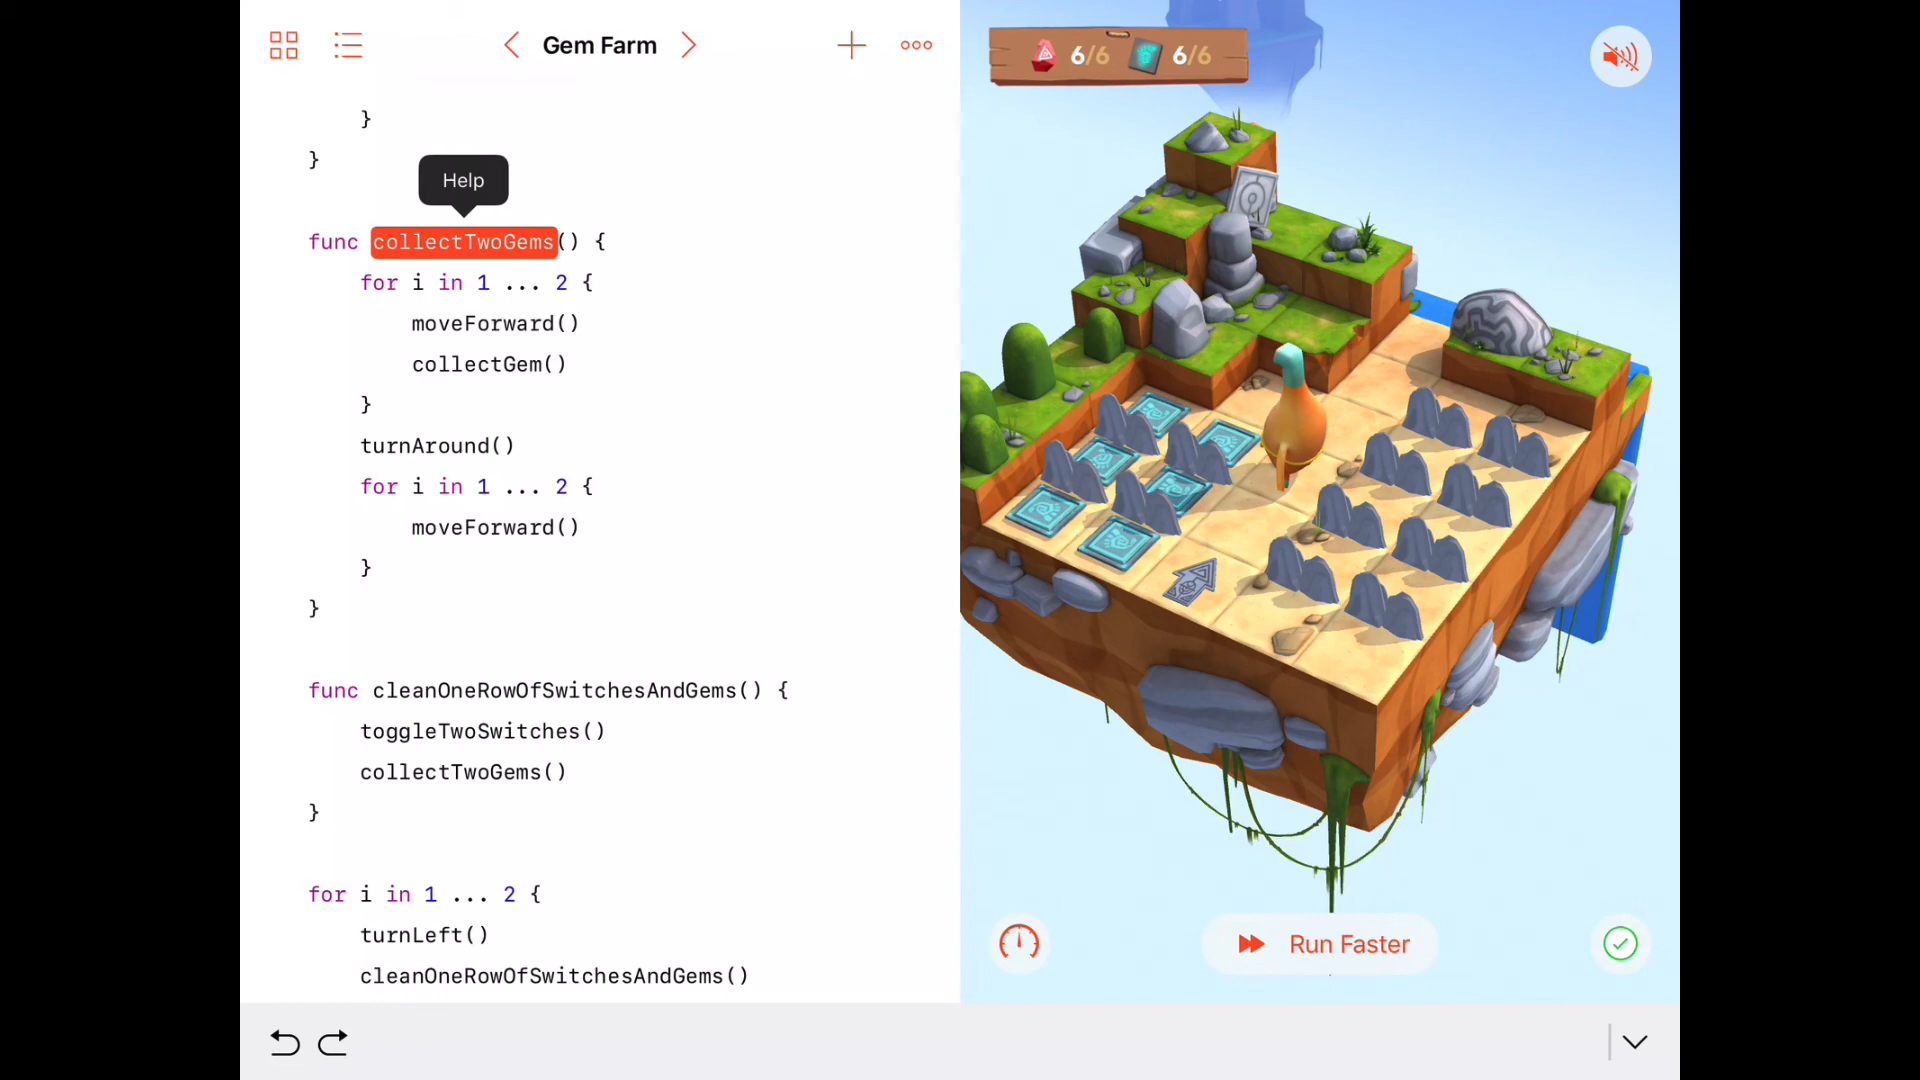 Gem Farm
6/6 6/6
}
}
Help
func collectTwoGems() {
for i in 1 ... 2 {
moveForward()
collectGem()
}
turnAround()
for i in 1 ... 2 {
moveForward()
}
}
func cleanOneRowOfSwitchesAndGems() {
toggleTwoSwitches()
collectTwoGems()
}
for i in 1 ... 2 {
turnLeft()
cleanOneRowOfSwitchesAndGems()
Run Faster